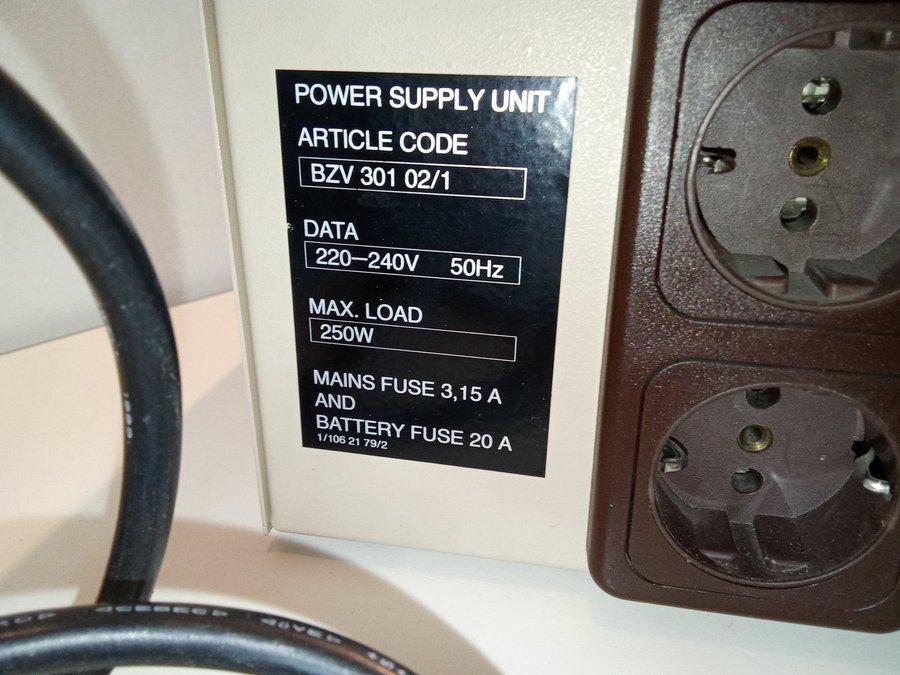 POWER SUPPLY UNIT
ARTICLE CODE
BZV 301 02/1
DATA
220-240V 50Hz
MAX. LOAD
250W
MAINS FUSE 3,15 A
AND
BATTERY FUSE 20 A
1/106 21 79/2